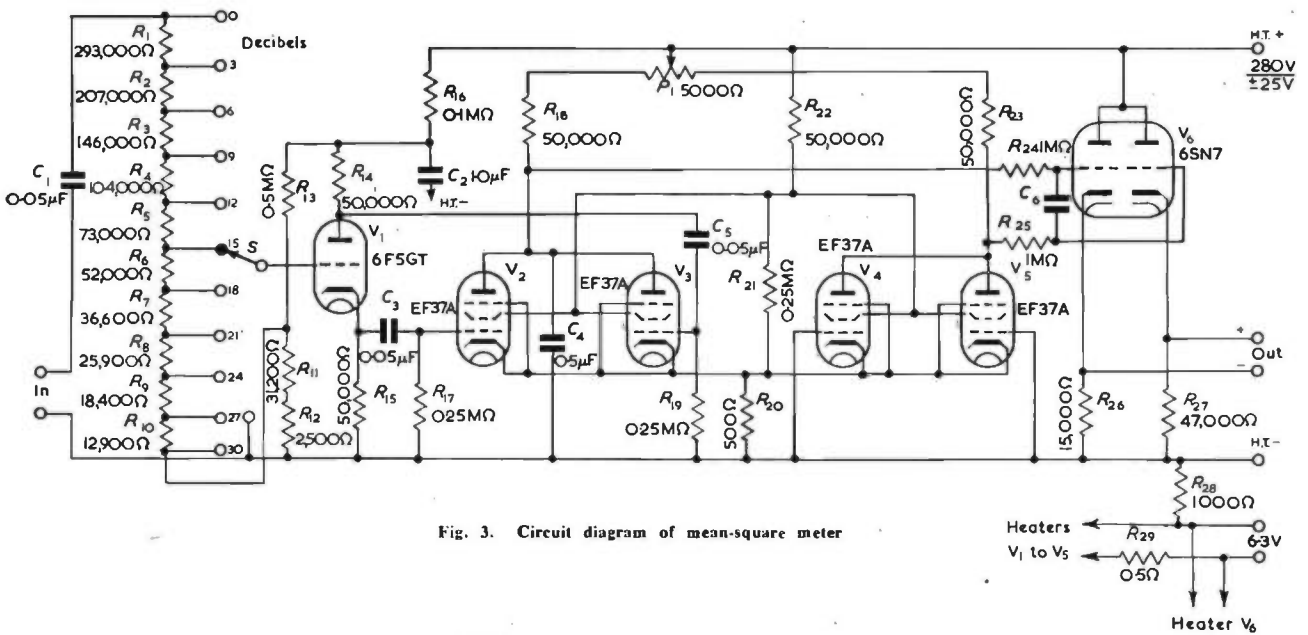 0
R1
293,000Ω
Decibels
3
R2
207,000Ω
6
R3
146,000Ω
9
C1
0·05μF
R4
104,000Ω
12
R5
73,000Ω
15
S
R6
52,000Ω
18
R7
36,600Ω
21
R8
25,900Ω
24
R9
18,400Ω
27
R10
12,900Ω
30
In
R13
0·5MΩ
R11
31,200Ω
R12
2,500Ω
R14
50,000Ω
V1
6F5GT
R16
0·1MΩ
C2 10μF
H.T.–
C3
0·05μF
R15
50,000Ω
R17
0·25MΩ
R18
50,000Ω
P1 5000Ω
EF37A
V2
C4
0·5μF
EF37A
V3
C5
0·05μF
R19
0·25MΩ
R20
500Ω
R21
0·25MΩ
R22
50,000Ω
R23
50,000Ω
EF37A
V4
V5
EF37A
R24 1MΩ
C6
R25
1MΩ
V6
6SN7
H.T. +
280V
±25V
+
Out
–
R26
15,000Ω
R27
47,000Ω
H.T.–
R28
1000Ω
Heaters
V1 to V5
R29
0·5Ω
6·3V
Heater V6
Fig. 3. Circuit diagram of mean-square meter